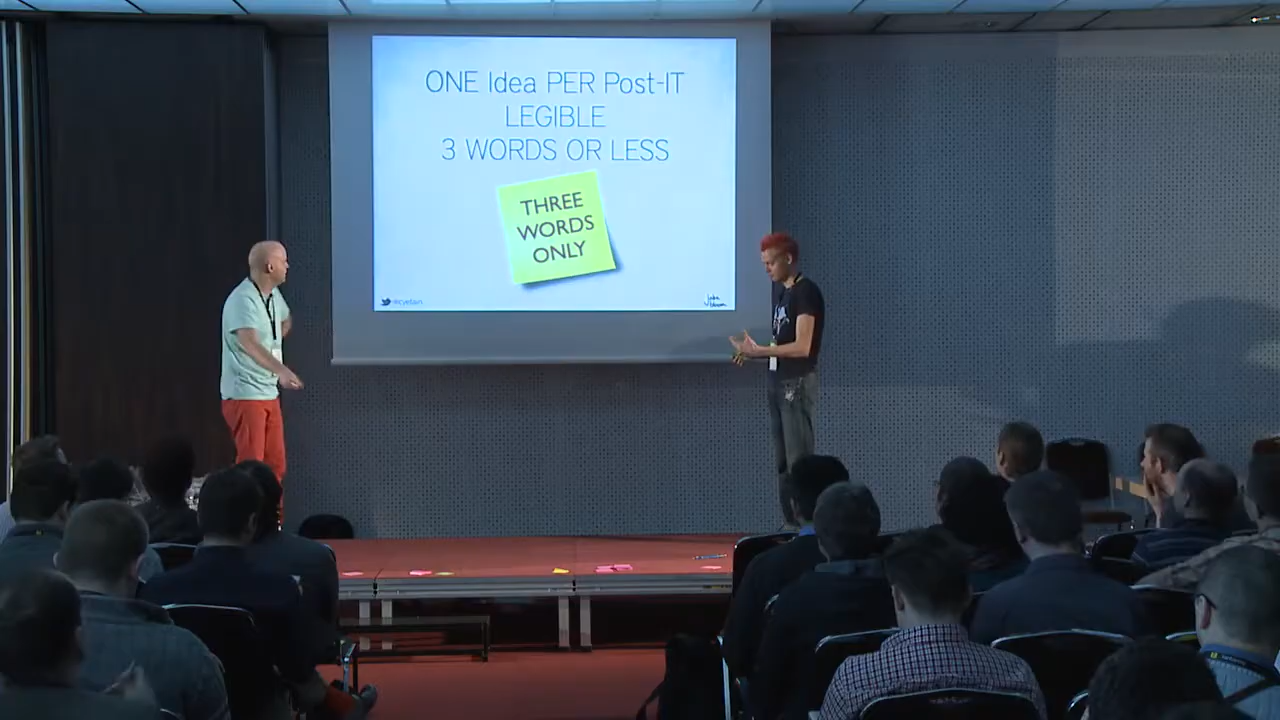 ONE Idea PER Post-IT
LEGIBLE
3 WORDS OR LESS
THREE
WORDS
ONLY